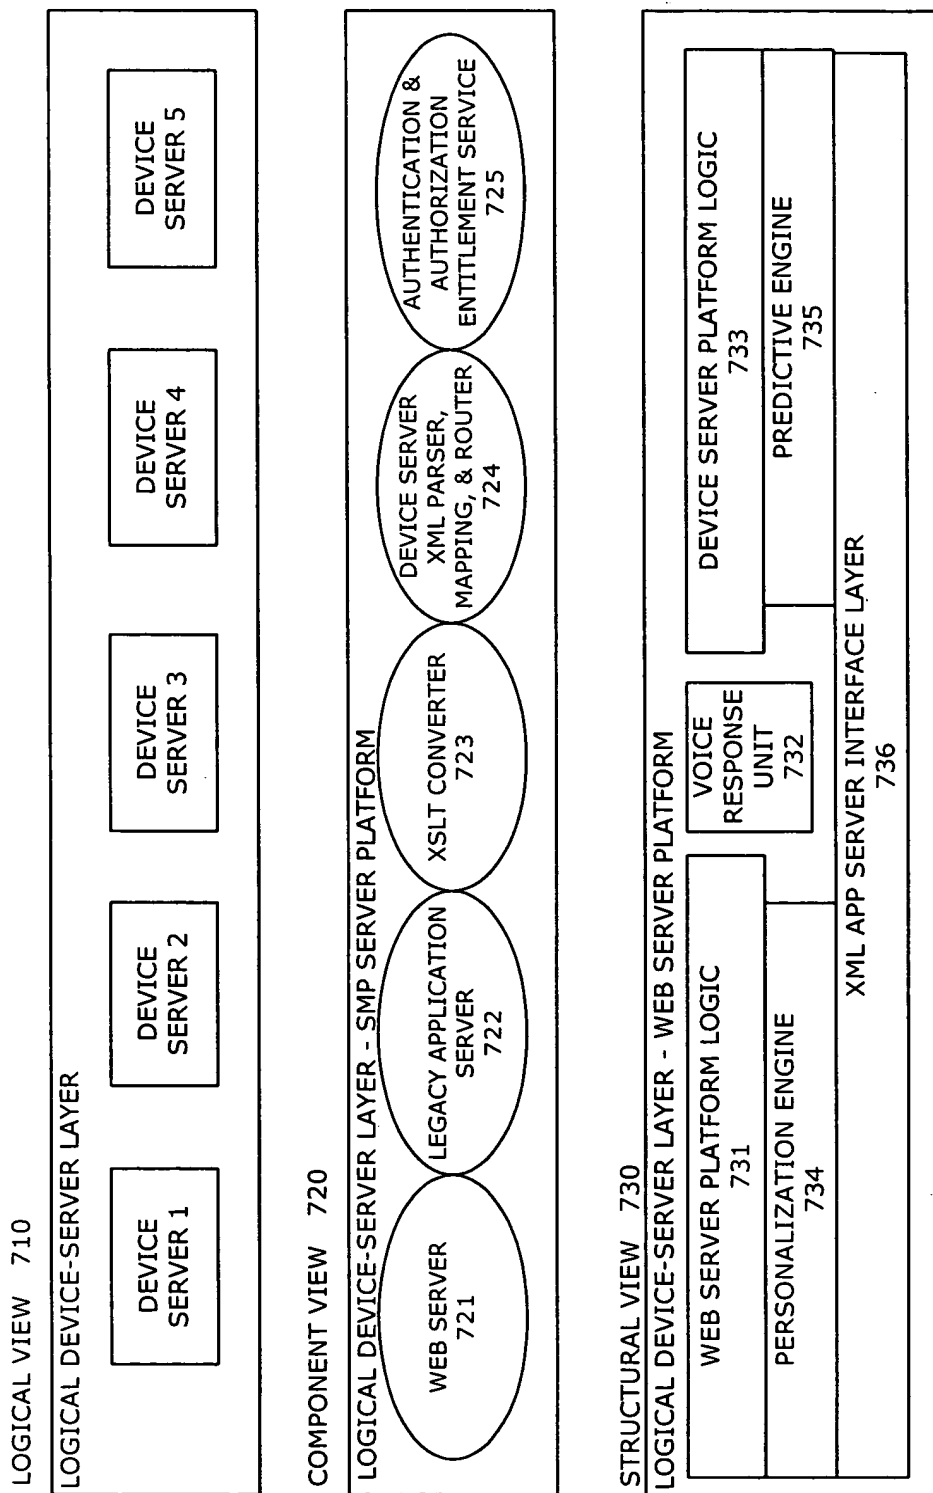 LOGICAL VIEW 710
LOGICAL DEVICE-SERVER LAYER
DEVICE
SERVER 1
DEVICE
SERVER 2
DEVICE
SERVER 3
DEVICE
SERVER 4
DEVICE
SERVER 5
COMPONENT VIEW 720
LOGICAL DEVICE-SERVER LAYER - SMP SERVER PLATFORM
WEB SERVER
721
LEGACY APPLICATION
SERVER
722
XSLT CONVERTER
723
DEVICE SERVER
XML PARSER,
MAPPING, & ROUTER
724
AUTHENTICATION &
AUTHORIZATION
ENTITLEMENT SERVICE
725
STRUCTURAL VIEW 730
LOGICAL DEVICE-SERVER LAYER - WEB SERVER PLATFORM
WEB SERVER PLATFORM LOGIC
731
VOICE
RESPONSE
UNIT
732
DEVICE SERVER PLATFORM LOGIC
733
PERSONALIZATION ENGINE
734
PREDICTIVE ENGINE
735
XML APP SERVER INTERFACE LAYER
736